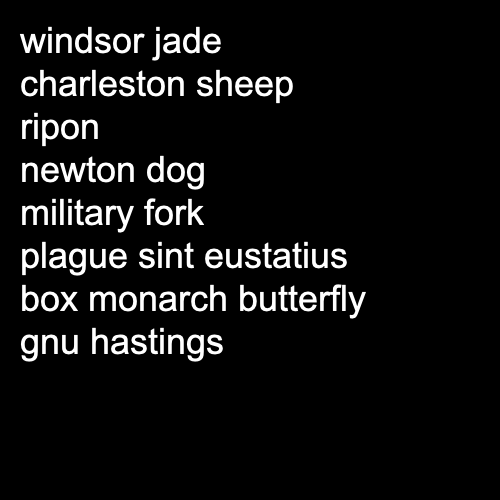 windsor jade
charleston sheep
ripon
newton dog
military fork
plague sint eustatius
box monarch butterfly
gnu hastings